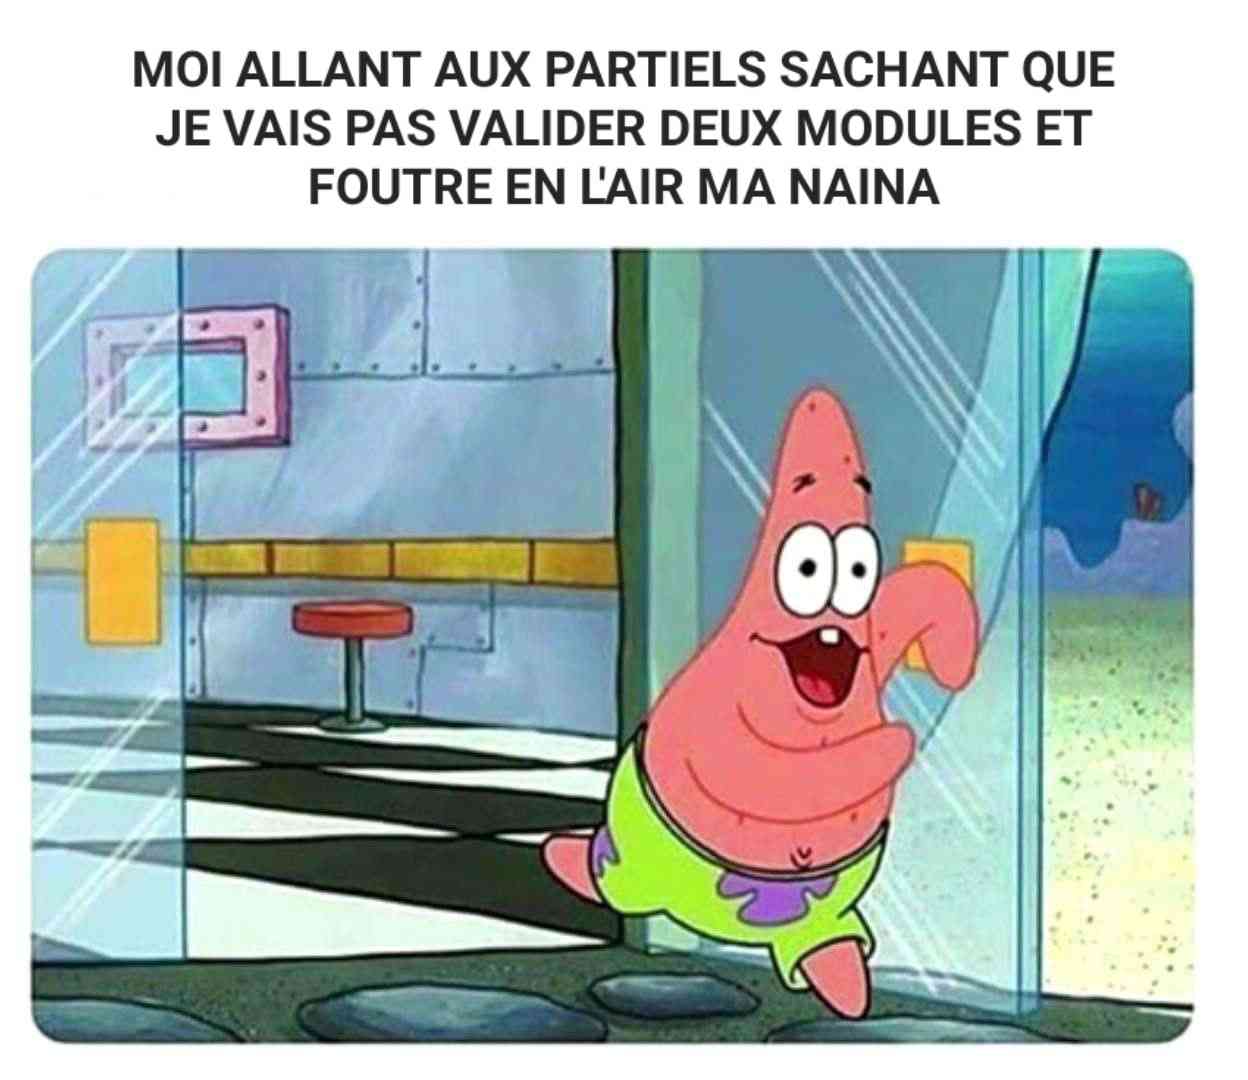 MOI ALLANT AUX PARTIELS SACHANT QUE
JE VAIS PAS VALIDER DEUX MODULES ET
FOUTRE EN L'AIR MA NAINA